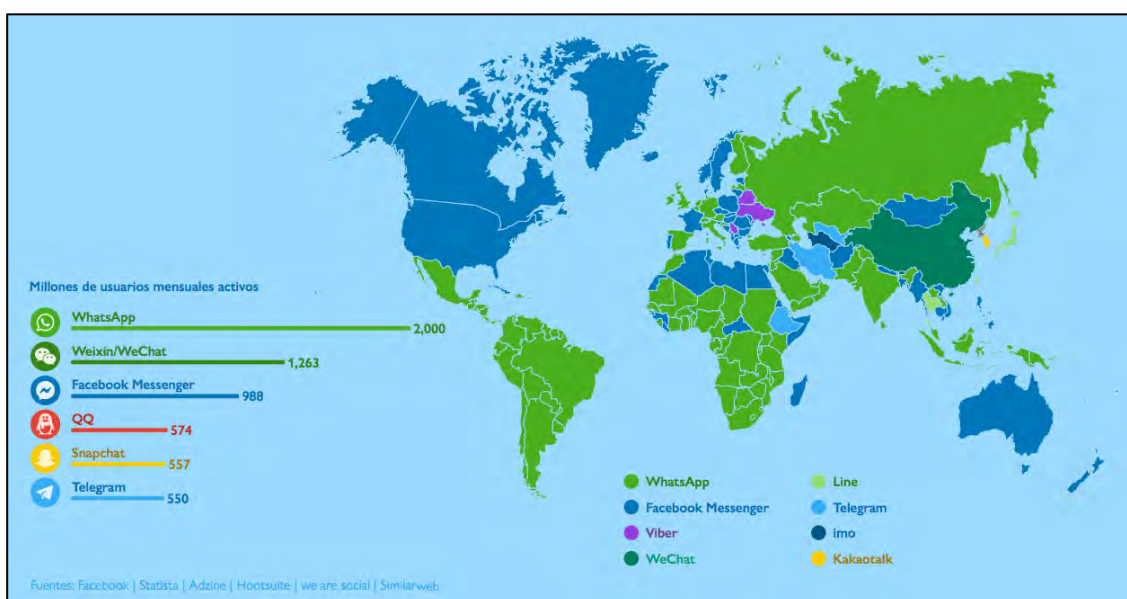 Millones de usuarios mensuales activos
WhatsApp
2,000
Weixin/WeChat
1,263
Facebook Messenger
988
QQ
574
Snapchat
557
Telegram
550
WhatsApp
Facebook Messenger
Viber
WeChat
Line
Telegram
imo
Kakaotalk
Fuentes: Facebook | Statista | Adzine | Hootsuite | we are social | Similarweb